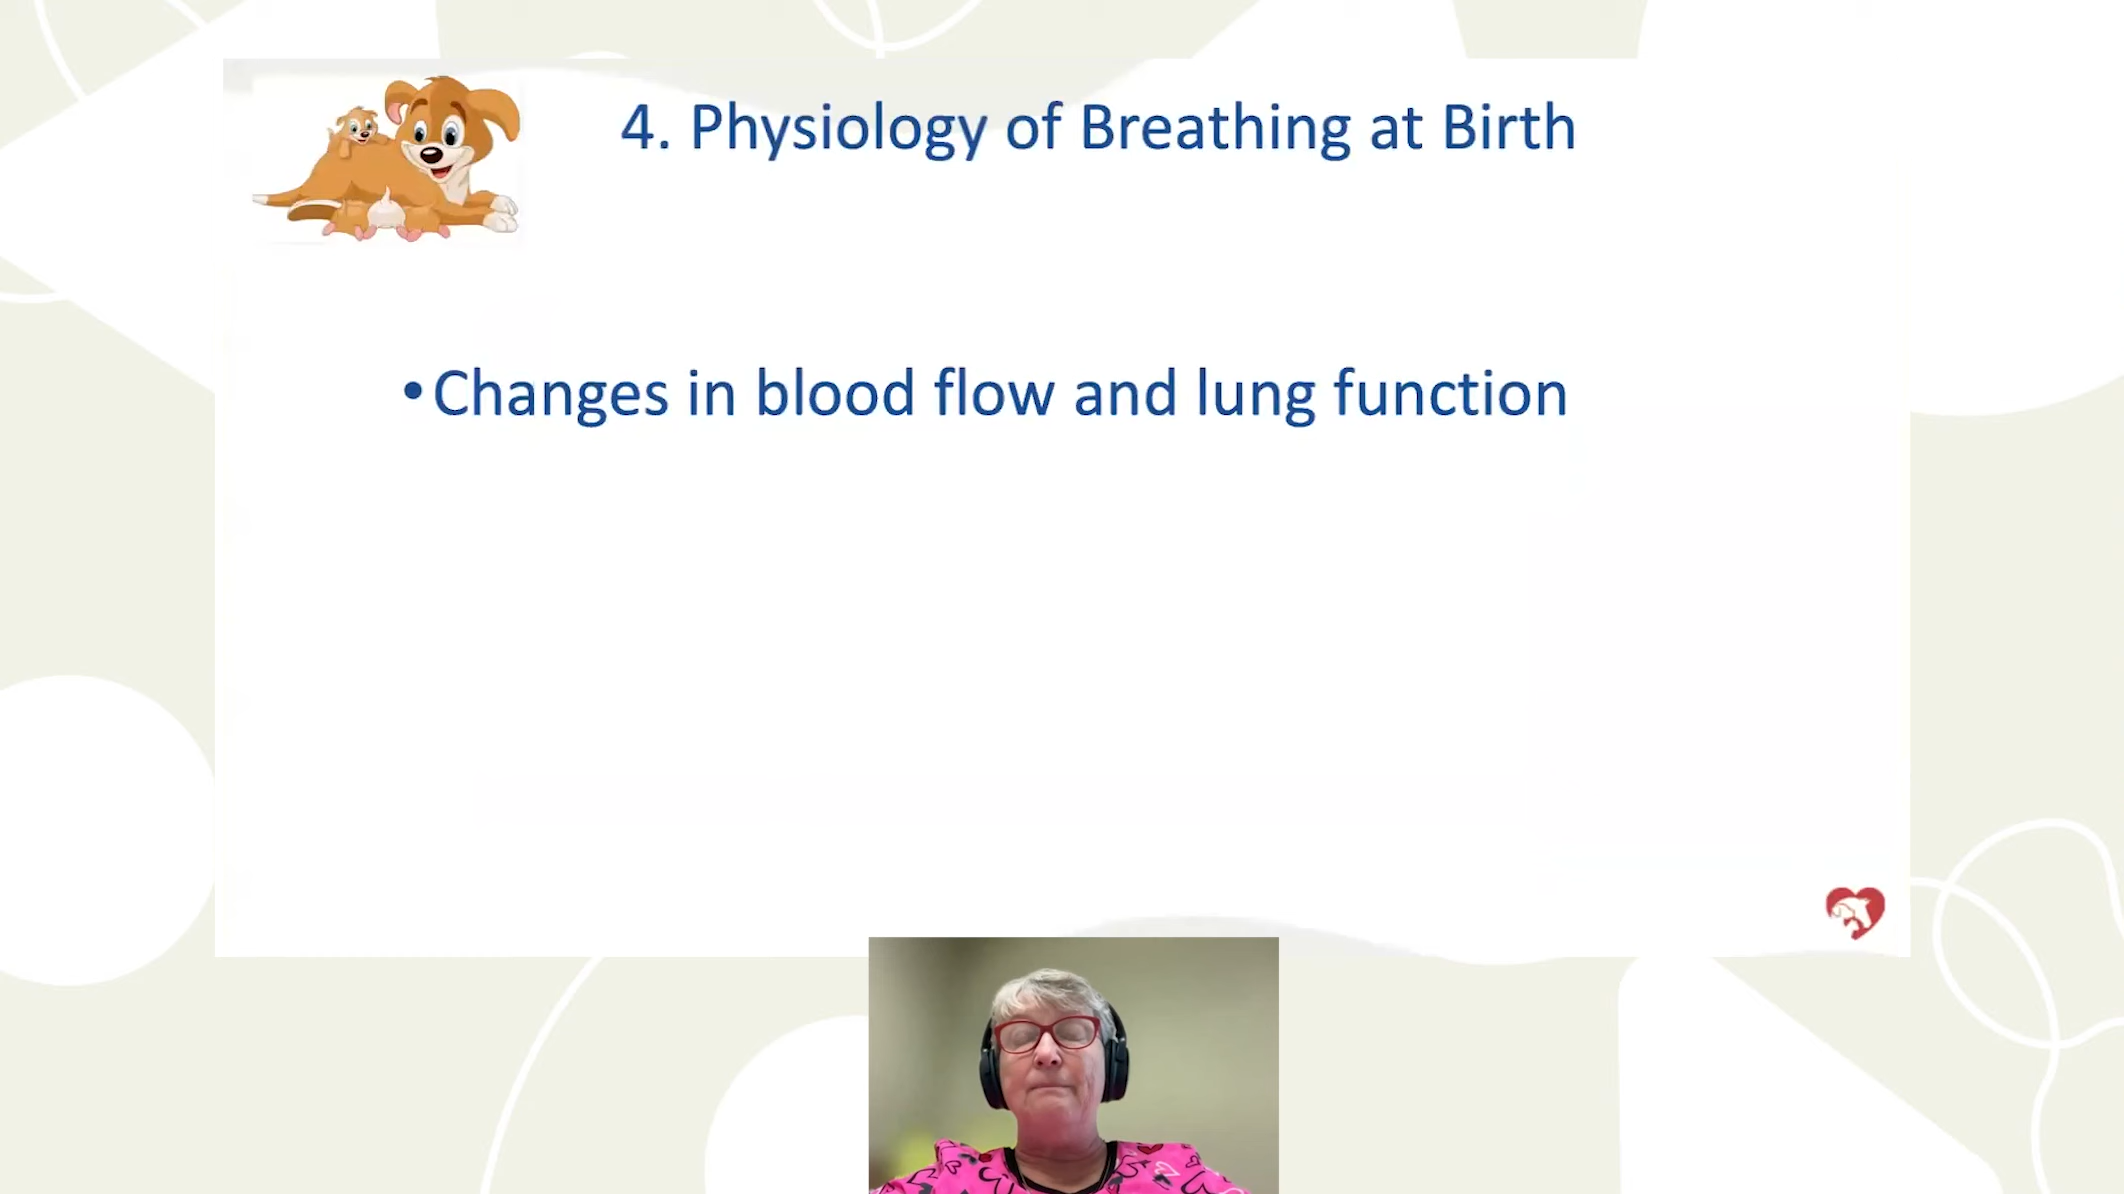 4. Physiology of Breathing at Birth
• Changes in blood flow and lung function